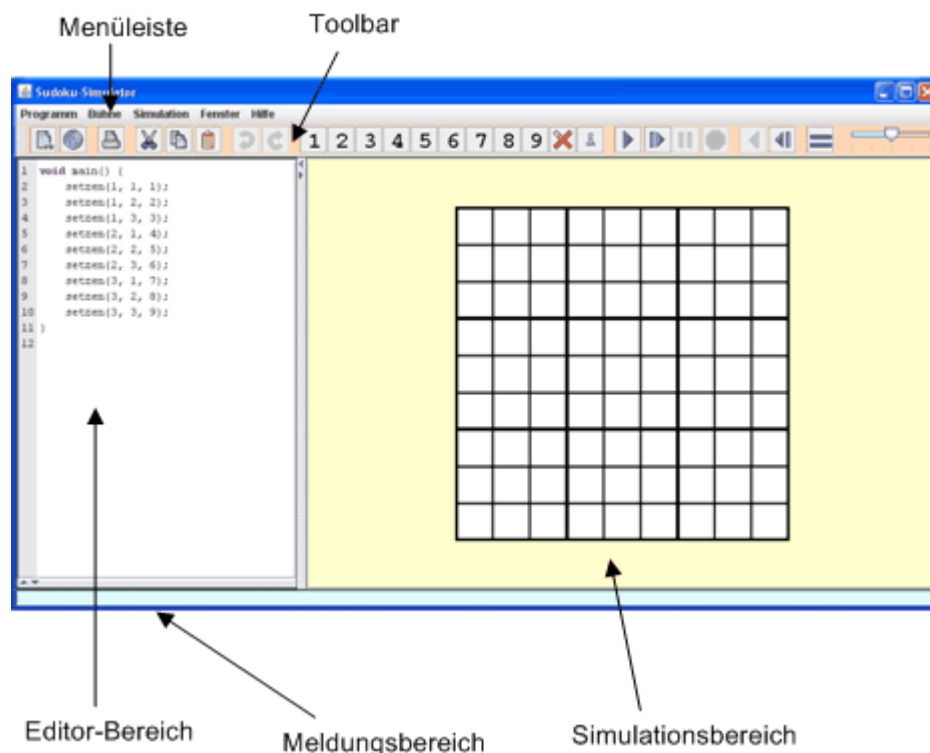 Menüleiste
Toolbar
Sudoku-Simulator
Programm Bühne Simulation Fenster Hilfe
1 2 3 4 5 6 7 8 9
1 void main() {
2 setzen(1, 1, 1);
3 setzen(1, 2, 2);
4 setzen(1, 3, 3);
5 setzen(2, 1, 4);
6 setzen(2, 2, 5);
7 setzen(2, 3, 6);
8 setzen(3, 1, 7);
9 setzen(3, 2, 8);
10 setzen(3, 3, 9);
11 }
12
Editor-Bereich
Meldungsbereich
Simulationsbereich